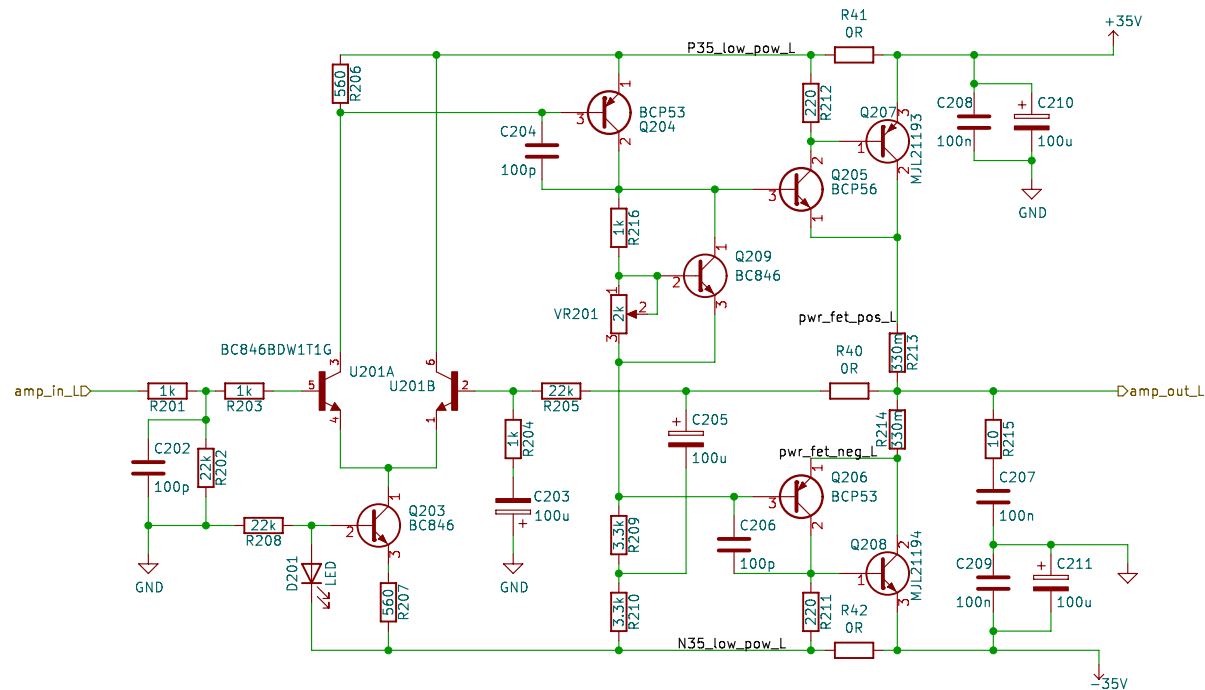 R41
0R
+35V
P35_low_pow_L
560
R206
BCP53
Q204
1
3
2
C204
100p
220
R212
Q207
3
1
2
MJL21193
C208
100n
+
C210
100u
GND
2
3
1
Q205
BCP56
1k
R216
1
2
3
Q209
BC846
VR201
1
2k
2
3
pwr_fet_pos_L
330m
R213
BC846BDW1T1G
3
5
4
U201A
6
U201B
2
1
R40
0R
amp_in_L
1k
R201
1k
R203
22k
R205
amp_out_L
C202
100p
22k
R202
1k
R204
+
C205
100u
R214
330m
10
R215
pwr_fet_neg_L
1
3
2
Q206
BCP53
C207
100n
C203
100u
+
1
Q203
BC846
2
3
22k
R208
3.3k
R209
C206
100p
Q208
2
1
3
MJL21194
GND
D201
LED
560
R207
GND
3.3k
R210
220
R211
R42
0R
C209
100n
+
C211
100u
N35_low_pow_L
-35V